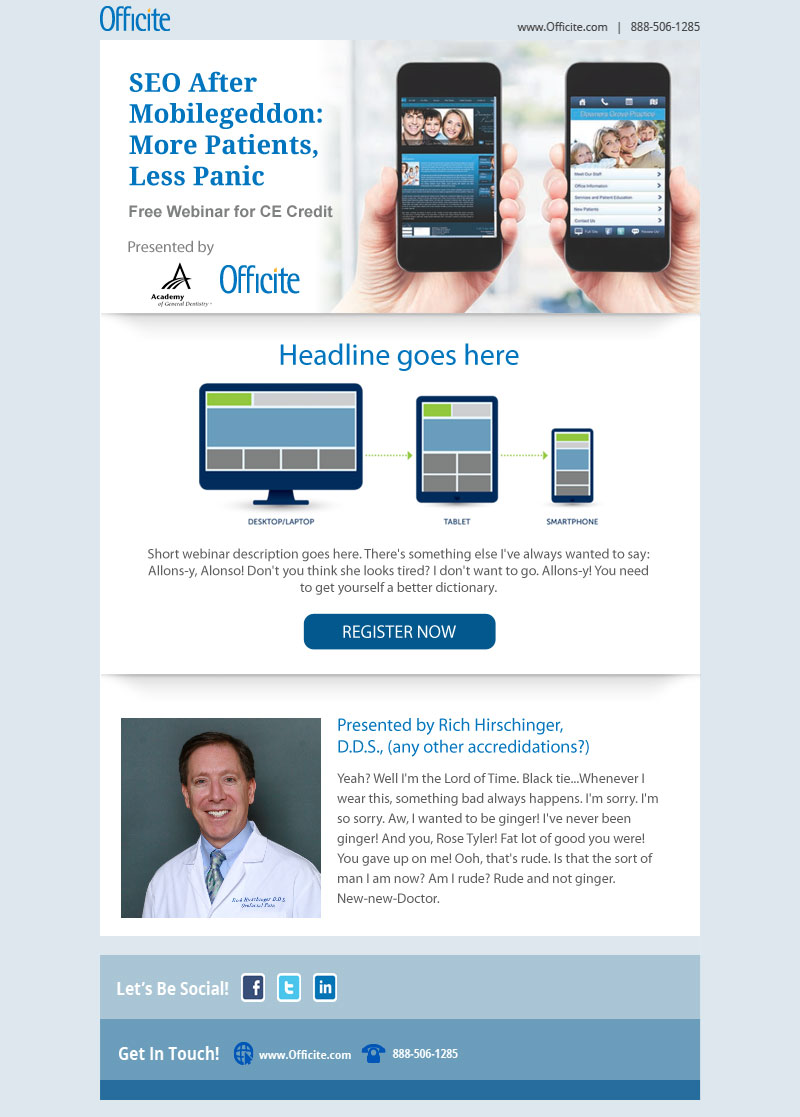 Officite
www.Officite.com | 888-506-1285
SEO After
Mobilegeddon:
More Patients,
Less Panic
Free Webinar for CE Credit
Presented by
Academy
of General Dentistry™
Officite
Meet Our Staff
Office Information
Services and Patient Education
New Patients
Contact Us
Full Site
Headline goes here
DESKTOP/LAPTOP
TABLET
SMARTPHONE
Short webinar description goes here. There's something else I've always wanted to say:
Allons-y, Alonso! Don't you think she looks tired? I don't want to go. Allons-y! You need
to get yourself a better dictionary.
REGISTER NOW
Presented by Rich Hirschinger,
D.D.S., (any other accredidations?)
Yeah? Well I'm the Lord of Time. Black tie...Whenever I
wear this, something bad always happens. I'm sorry. I'm
so sorry. Aw, I wanted to be ginger! I've never been
ginger! And you, Rose Tyler! Fat lot of good you were!
You gave up on me! Ooh, that's rude. Is that the sort of
man I am now? Am I rude? Rude and not ginger.
New-new-Doctor.
Rich Hirschinger D.D.S.
Orofacial Pain
Let's Be Social!
Get In Touch!
www.Officite.com
888-506-1285